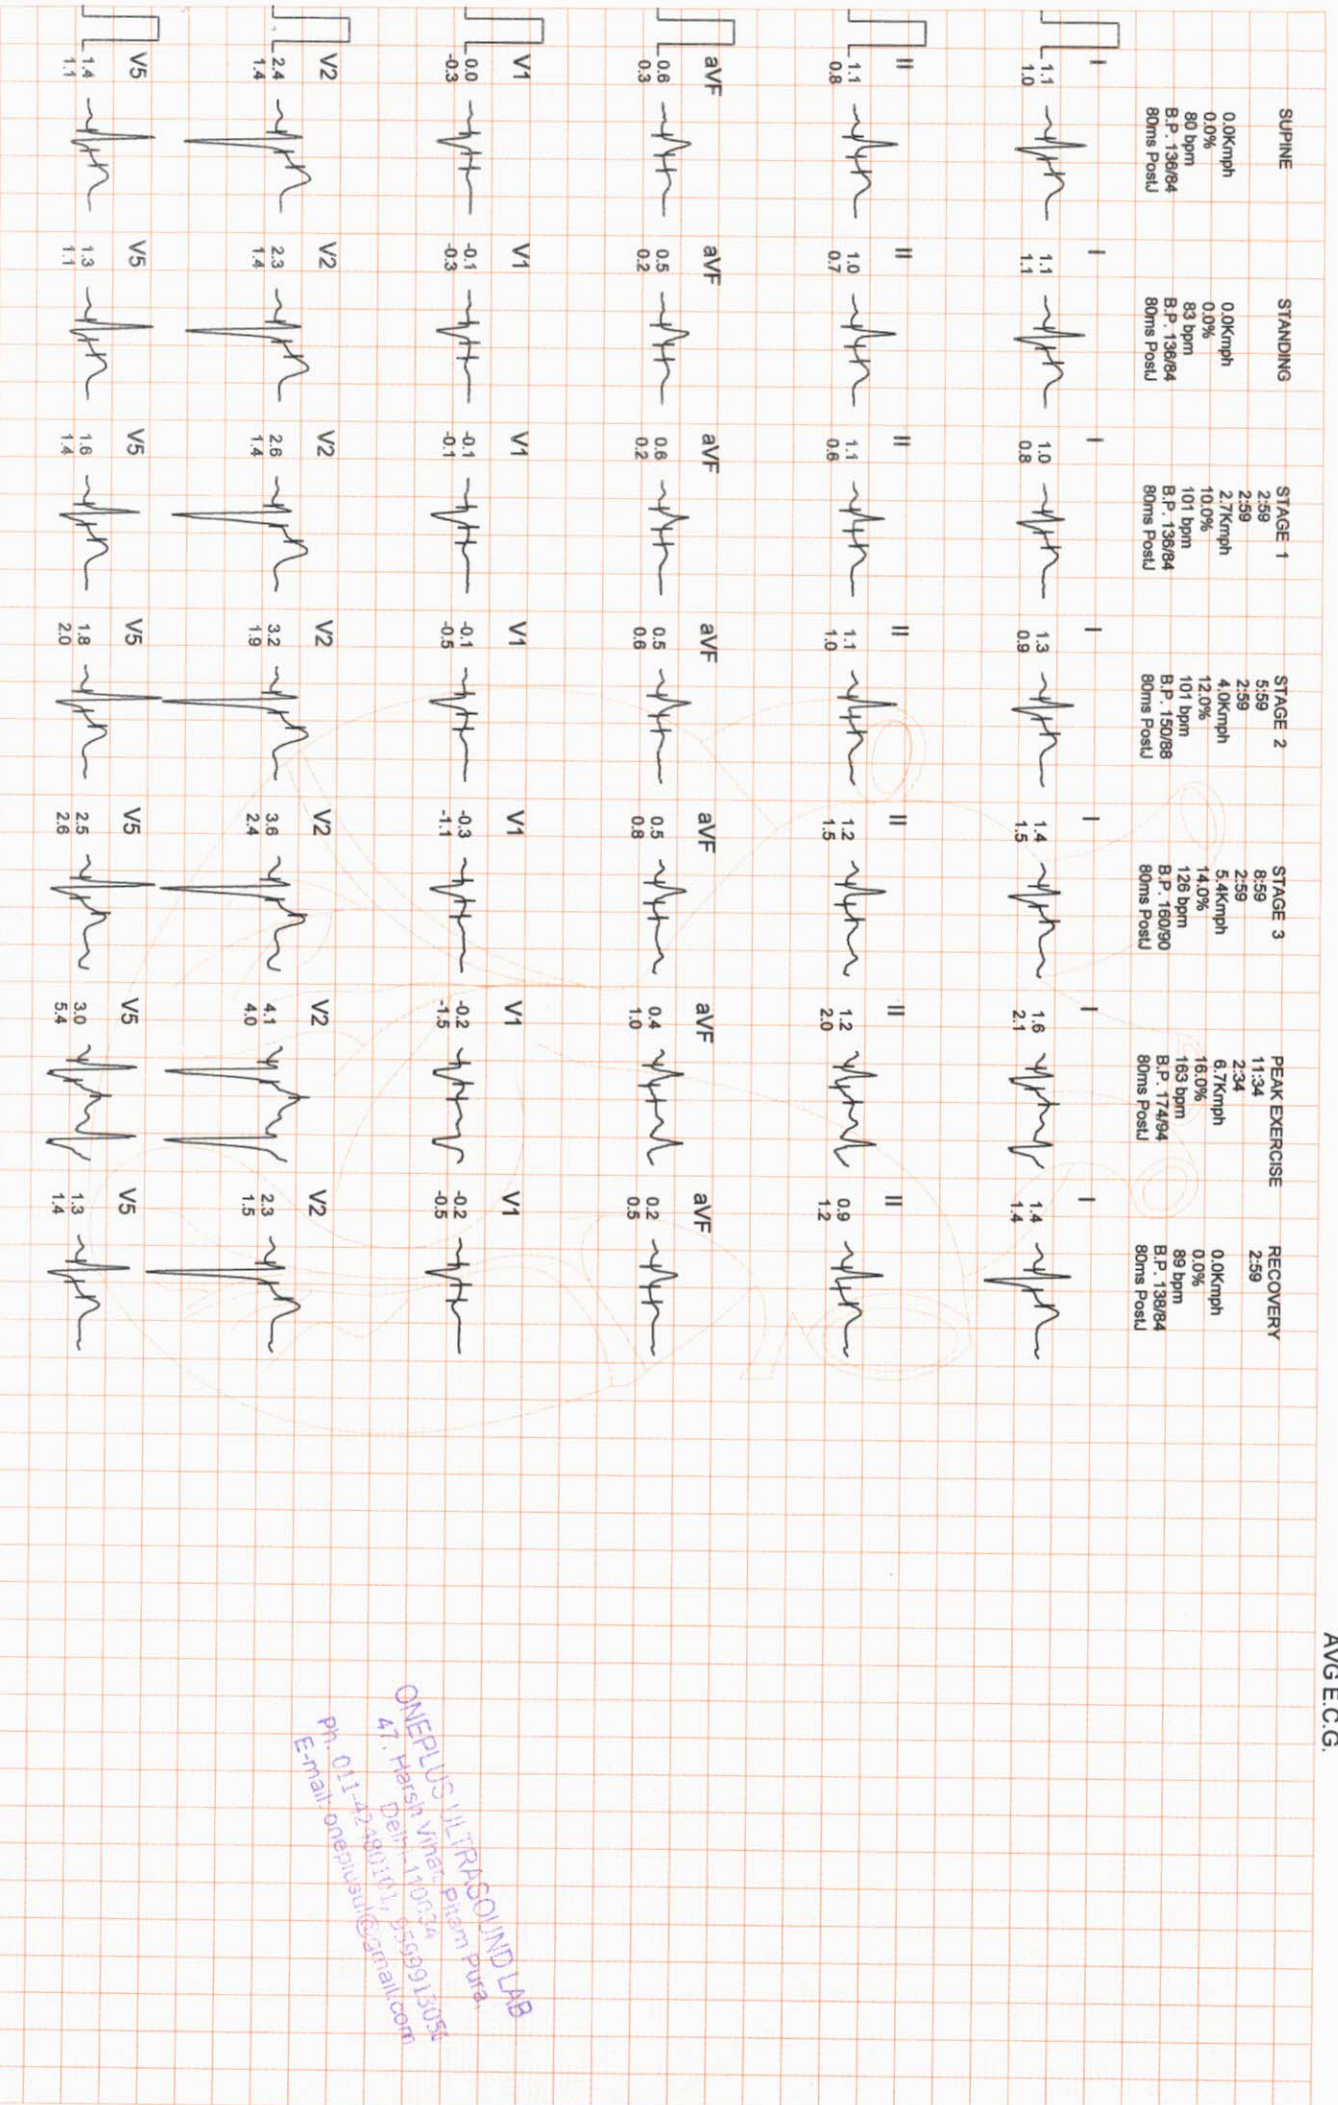 AVG E.C.G.
SUPINE
0.0Kmph
0.0%
80 bpm
B.P. 136/84
80ms PostJ
STANDING
0.0Kmph
0.0%
83 bpm
B.P. 136/84
80ms PostJ
STAGE 1
2:59
2:59
2.7Kmph
10.0%
101 bpm
B.P. 136/84
80ms PostJ
STAGE 2
5:59
2:59
4.0Kmph
12.0%
101 bpm
B.P. 150/88
80ms PostJ
STAGE 3
8:59
2:59
5.4Kmph
14.0%
126 bpm
B.P. 160/90
80ms PostJ
PEAK EXERCISE
11:34
2:34
6.7Kmph
16.0%
163 bpm
B.P. 174/94
80ms PostJ
RECOVERY
2:59
0.0Kmph
0.0%
89 bpm
B.P. 138/84
80ms PostJ
I I I I I I I
1.1 1.1 1.0 1.3 1.4 1.6 1.4
1.0 1.1 0.8 0.9 1.5 2.1 1.4
II II II II II II II
1.1 1.0 1.1 1.1 1.2 1.2 0.9
0.8 0.7 0.6 1.0 1.5 2.0 1.2
aVF aVF aVF aVF aVF aVF aVF
0.6 0.5 0.6 0.5 0.5 0.4 0.2
0.3 0.2 0.2 0.6 0.8 1.0 0.5
V1 V1 V1 V1 V1 V1 V1
0.0 -0.1 -0.1 -0.1 -0.3 -0.2 -0.2
-0.3 -0.3 -0.1 -0.5 -1.1 -1.5 -0.5
V2 V2 V2 V2 V2 V2 V2
2.4 2.3 2.6 3.2 3.6 4.1 2.3
1.4 1.4 1.4 1.9 2.4 4.0 1.5
V5 V5 V5 V5 V5 V5 V5
1.4 1.3 1.6 1.8 2.5 3.0 1.3
1.1 1.1 1.4 2.0 2.6 5.4 1.4
ONEPLUS ULTRASOUND LAB
47, Harsh Vihar, Pitam Pura,
Delhi-110034
Ph. 011-42480101, 9599913054
E-mail:oneplusul@gmail.com